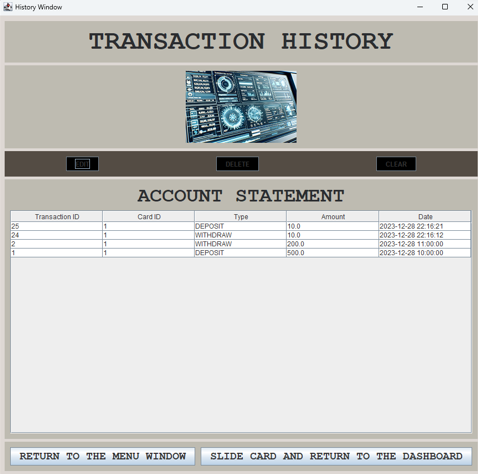 History Window
TRANSACTION HISTORY
EDIT DELETE CLEAR
ACCOUNT STATEMENT
Transaction ID Card ID Type Amount Date
25 1 DEPOSIT 10.0 2023-12-28 22:16:21
24 1 WITHDRAW 10.0 2023-12-28 22:16:12
2 1 WITHDRAW 200.0 2023-12-28 11:00:00
1 1 DEPOSIT 500.0 2023-12-28 10:00:00
RETURN TO THE MENU WINDOW SLIDE CARD AND RETURN TO THE DASHBOARD